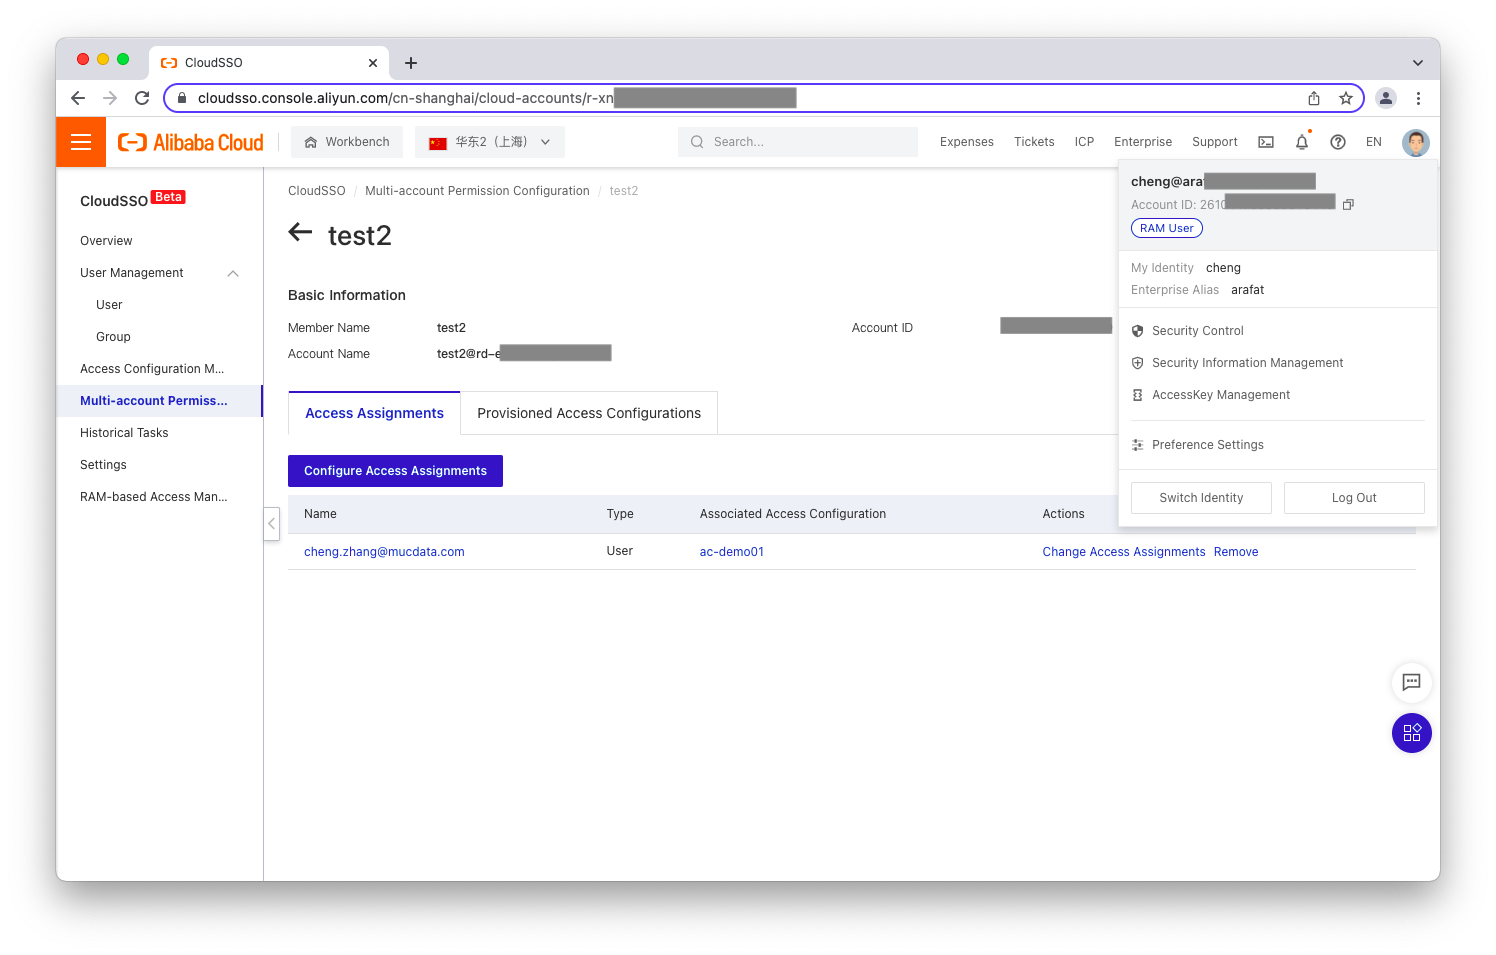 CloudSSO
cloudsso.console.aliyun.com/cn-shanghai/cloud-accounts/r-xn
Alibaba Cloud
Workbench
华东2（上海）
Search...
Expenses
Tickets
ICP
Enterprise
Support
EN
CloudSSO Beta
Overview
User Management
User
Group
Access Configuration M...
Multi-account Permiss...
Historical Tasks
Settings
RAM-based Access Man...
CloudSSO / Multi-account Permission Configuration / test2
test2
Basic Information
Member Name test2
Account ID
Account Name test2@rd-e
Access Assignments
Provisioned Access Configurations
Configure Access Assignments
Name Type Associated Access Configuration Actions
cheng.zhang@mucdata.com User ac-demo01 Change Access Assignments Remove
cheng@ara
Account ID: 2610
RAM User
My Identity cheng
Enterprise Alias arafat
Security Control
Security Information Management
AccessKey Management
Preference Settings
Switch Identity
Log Out